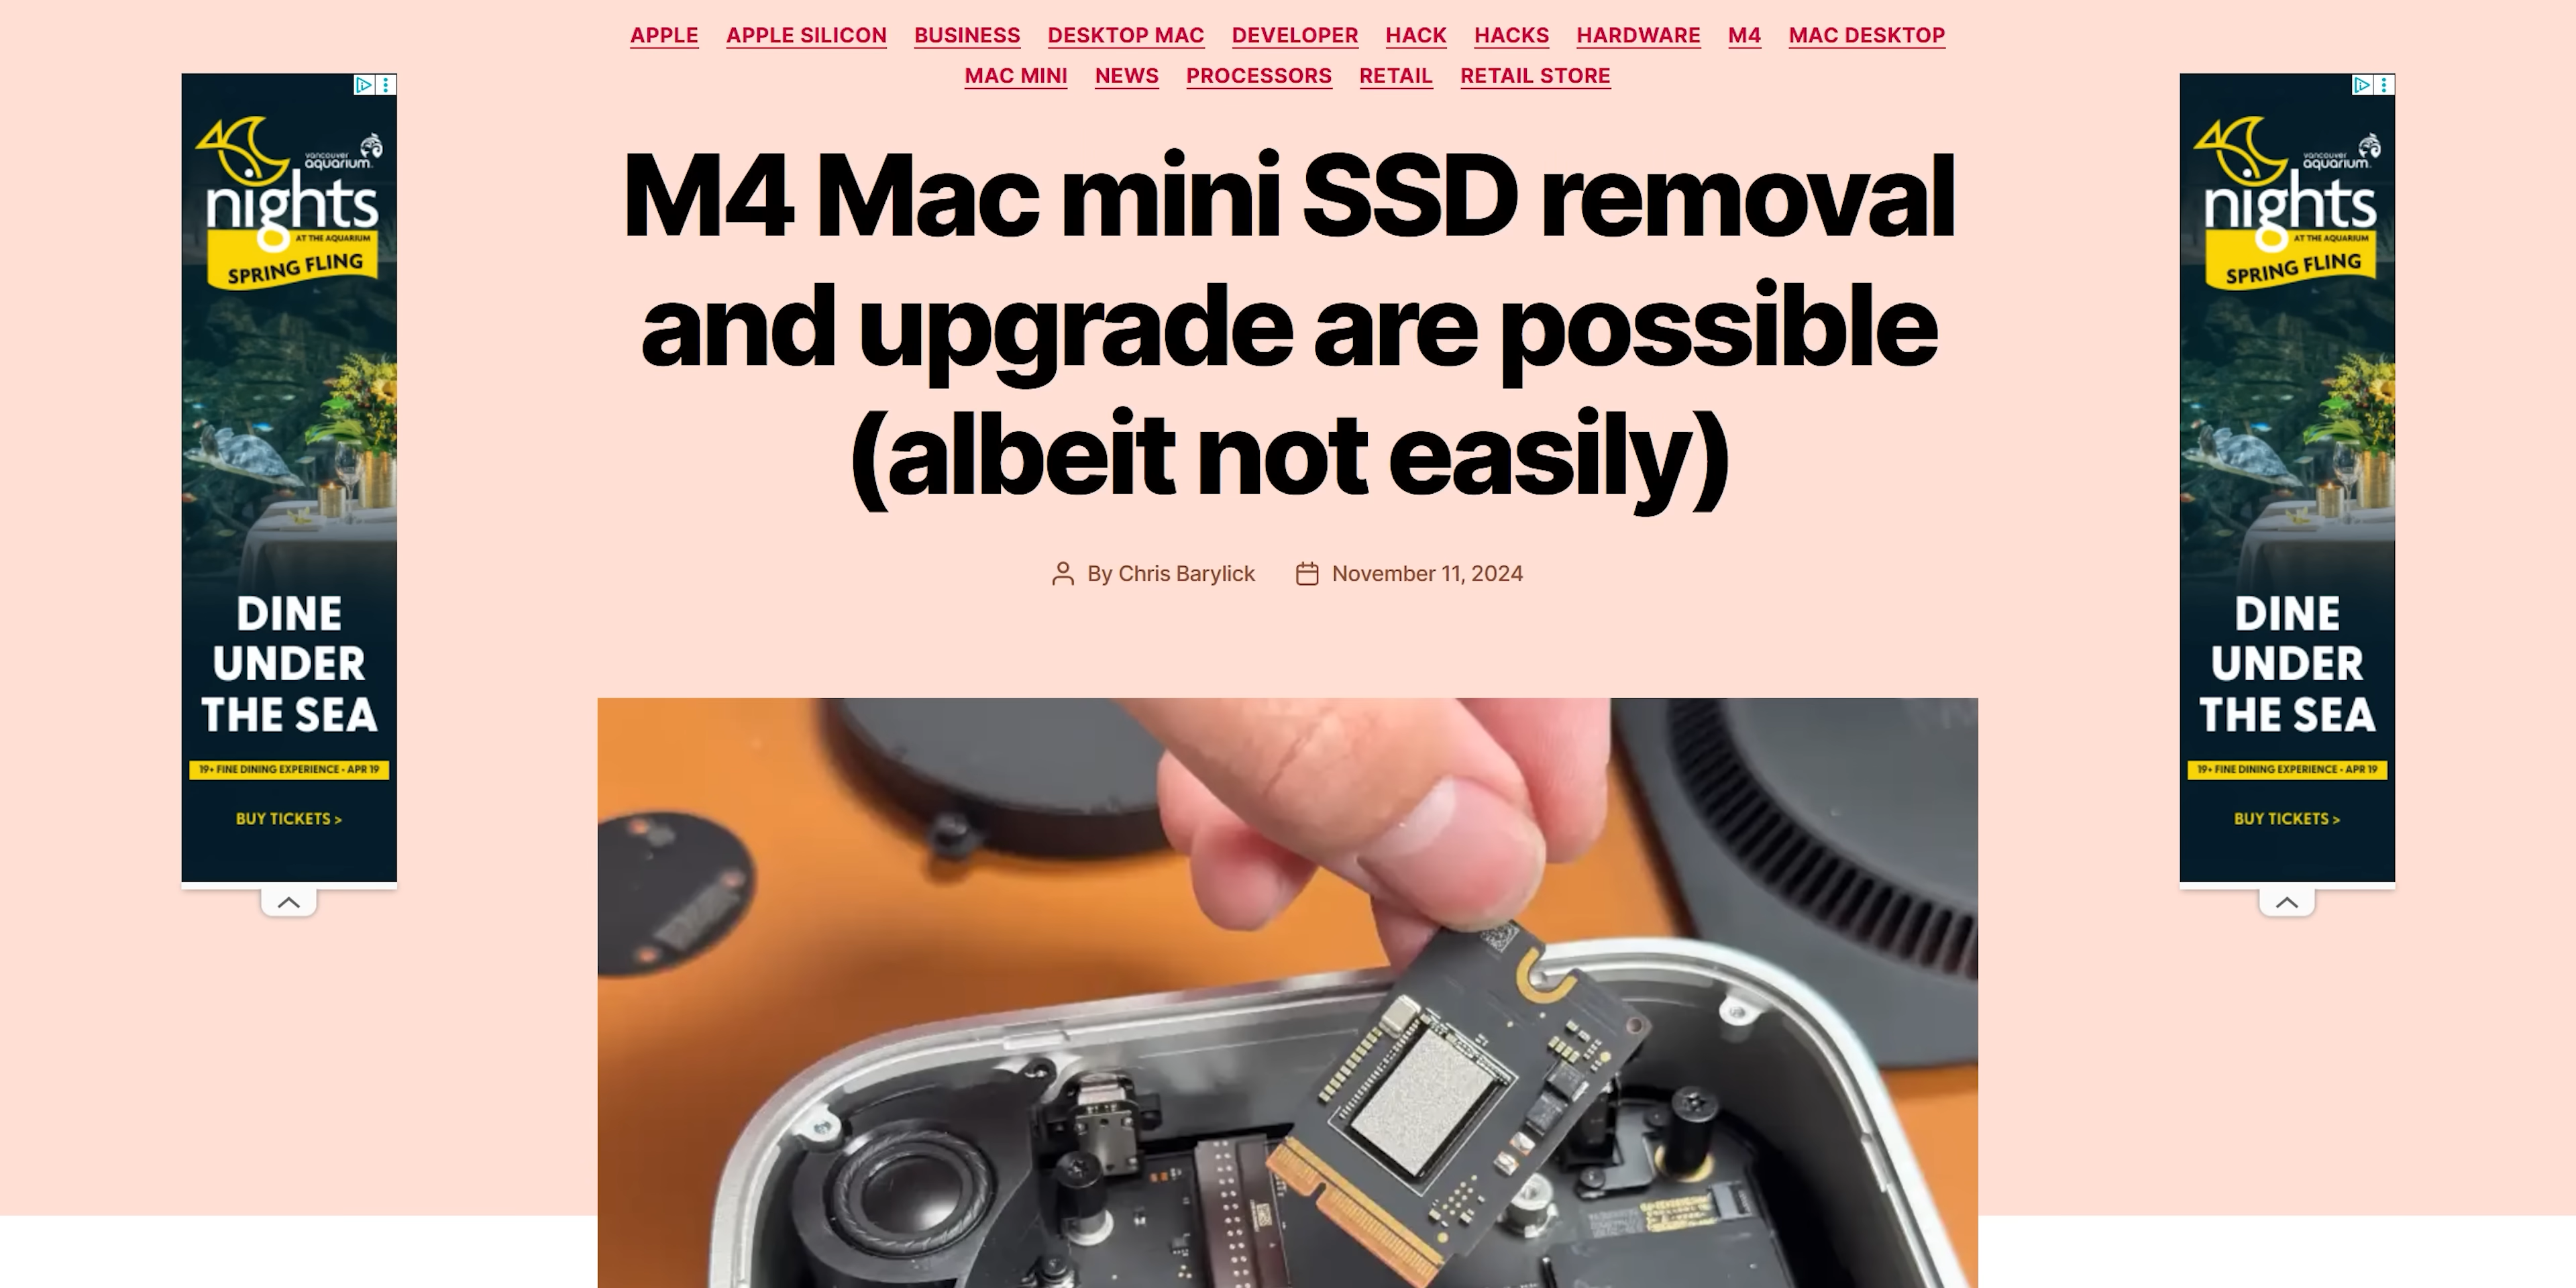 APPLE APPLE SILICON BUSINESS DESKTOP MAC DEVELOPER HACK HACKS HARDWARE M4 MAC DESKTOP
MAC MINI NEWS PROCESSORS RETAIL RETAIL STORE
M4 Mac mini SSD removal
and upgrade are possible
(albeit not easily)
By Chris Barylick November 11, 2024
vancouver
aquarium
nights
AT THE AQUARIUM
SPRING FLING
DINE
UNDER
THE SEA
19+ FINE DINING EXPERIENCE • APR 19
BUY TICKETS >
vancouver
aquarium
nights
AT THE AQUARIUM
SPRING FLING
DINE
UNDER
THE SEA
19+ FINE DINING EXPERIENCE • APR 19
BUY TICKETS >